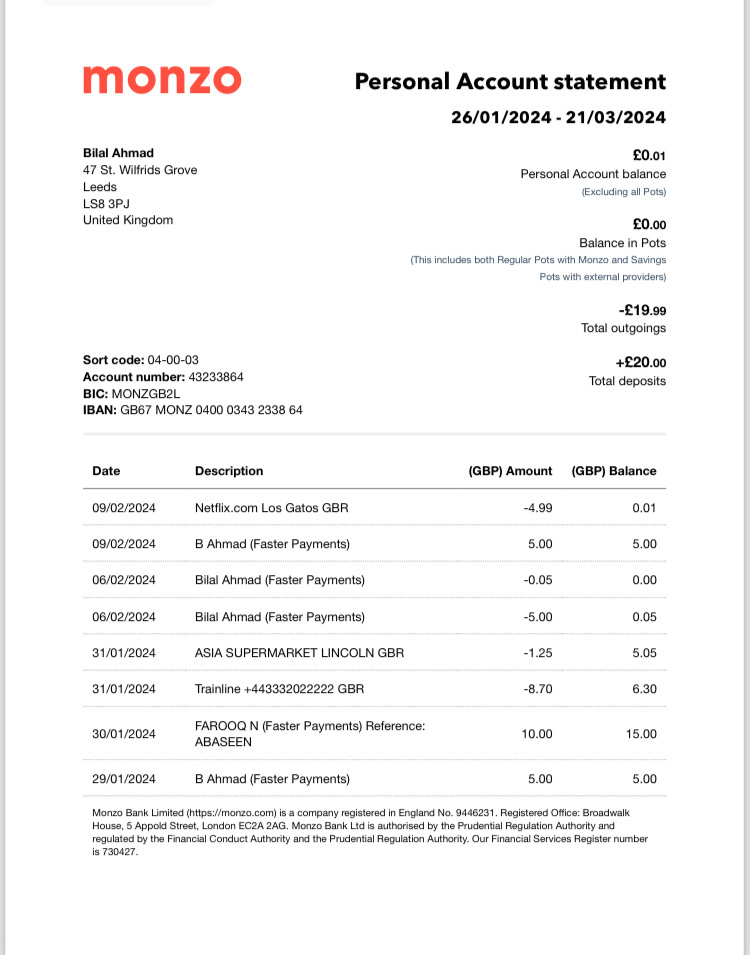 monzo
Personal Account statement
26/01/2024 - 21/03/2024
Bilal Ahmad
47 St. Wilfrids Grove
Leeds
LS8 3PJ
United Kingdom
£0.01
Personal Account balance
(Excluding all Pots)
£0.00
Balance in Pots
(This includes both Regular Pots with Monzo and Savings
Pots with external providers)
-£19.99
Total outgoings
+£20.00
Total deposits
Sort code: 04-00-03
Account number: 43233864
BIC: MONZGB2L
IBAN: GB67 MONZ 0400 0343 2338 64
Date Description (GBP) Amount (GBP) Balance
09/02/2024 Netflix.com Los Gatos GBR -4.99 0.01
09/02/2024 B Ahmad (Faster Payments) 5.00 5.00
06/02/2024 Bilal Ahmad (Faster Payments) -0.05 0.00
06/02/2024 Bilal Ahmad (Faster Payments) -5.00 0.05
31/01/2024 ASIA SUPERMARKET LINCOLN GBR -1.25 5.05
31/01/2024 Trainline +443332022222 GBR -8.70 6.30
30/01/2024 FAROOQ N (Faster Payments) Reference: 10.00 15.00
ABASEEN
29/01/2024 B Ahmad (Faster Payments) 5.00 5.00
Monzo Bank Limited (https://monzo.com) is a company registered in England No. 9446231. Registered Office: Broadwalk
House, 5 Appold Street, London EC2A 2AG. Monzo Bank Ltd is authorised by the Prudential Regulation Authority and
regulated by the Financial Conduct Authority and the Prudential Regulation Authority. Our Financial Services Register number
is 730427.